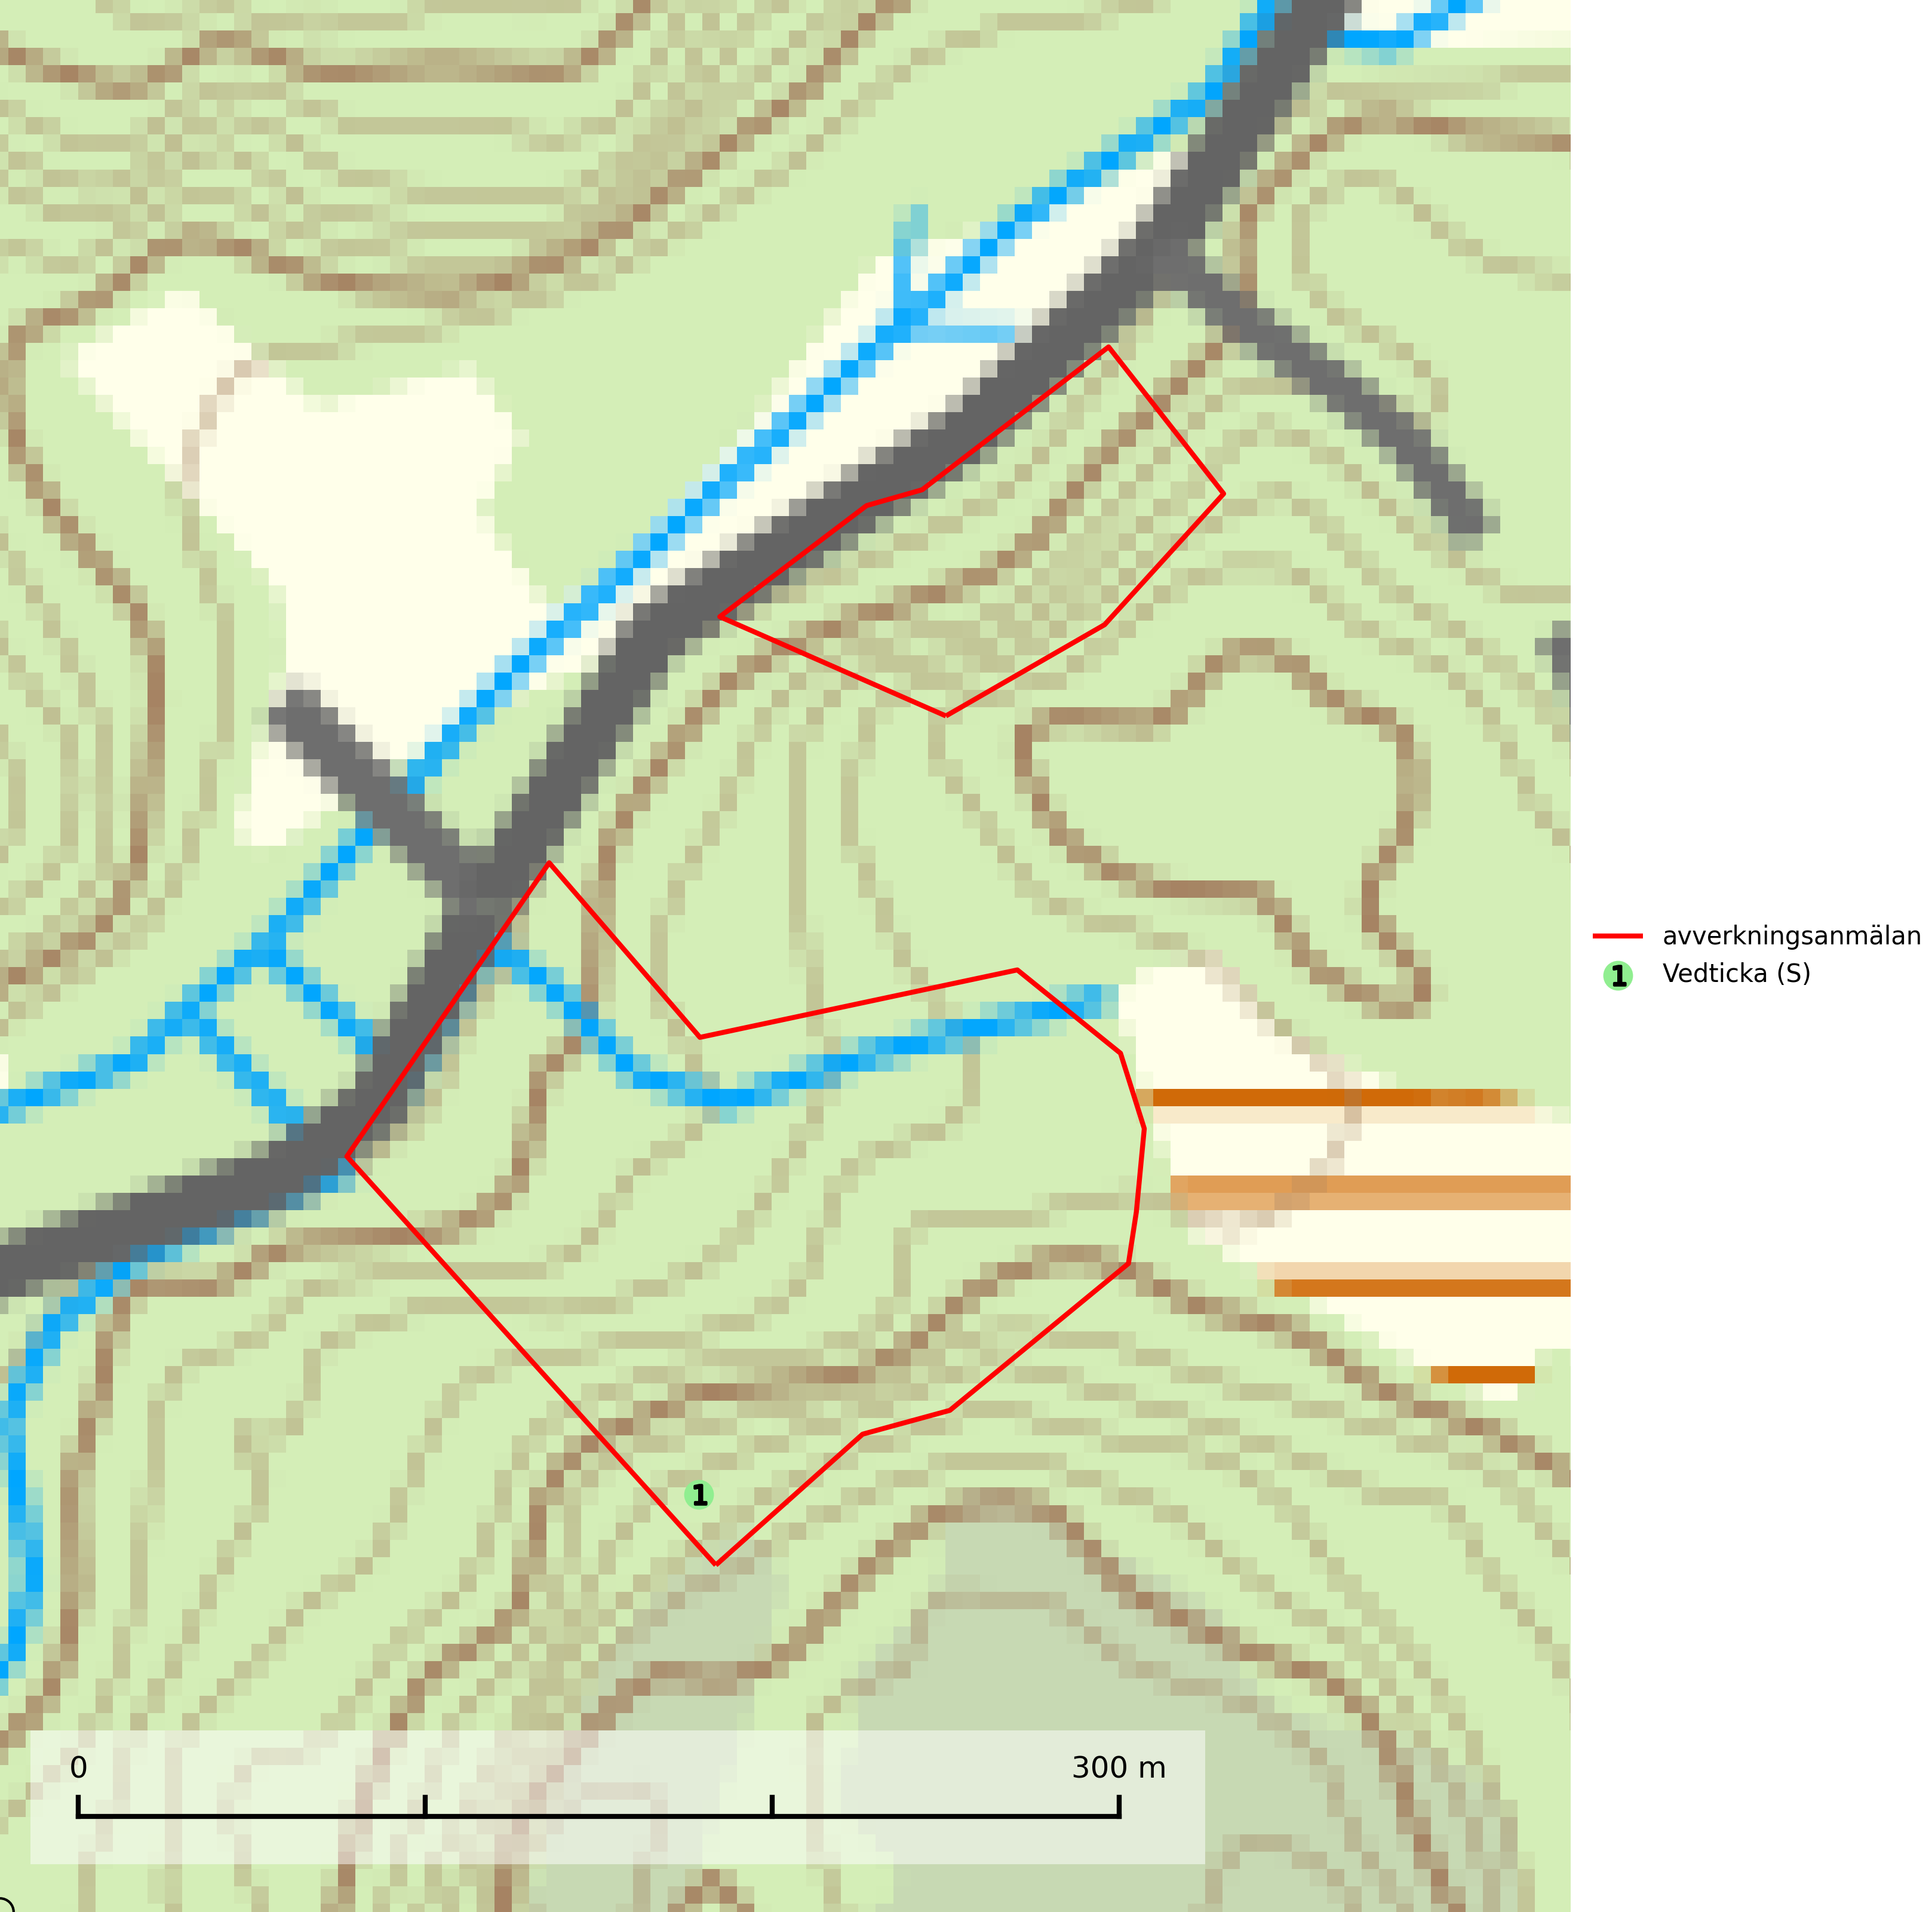 avverkningsanmälan
1 Vedticka (S)
1
0 300 m